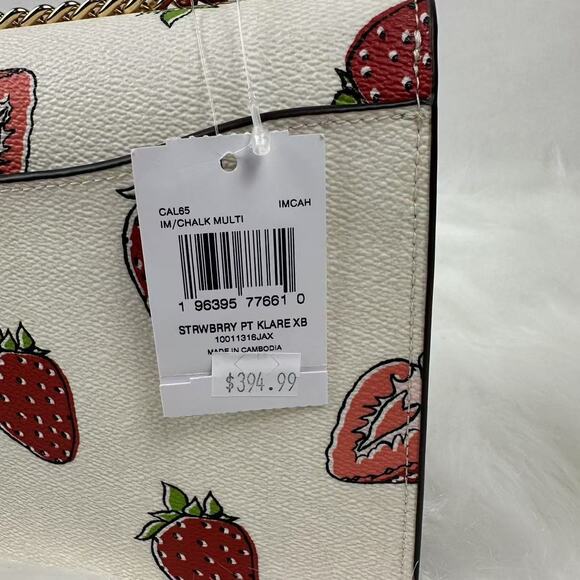 CAL65 IMCAH
IM/CHALK MULTI
1 96395 77661 0
STRWBRRY PT KLARE XB
10011316JAX
MADE IN CAMBODIA
$394.99